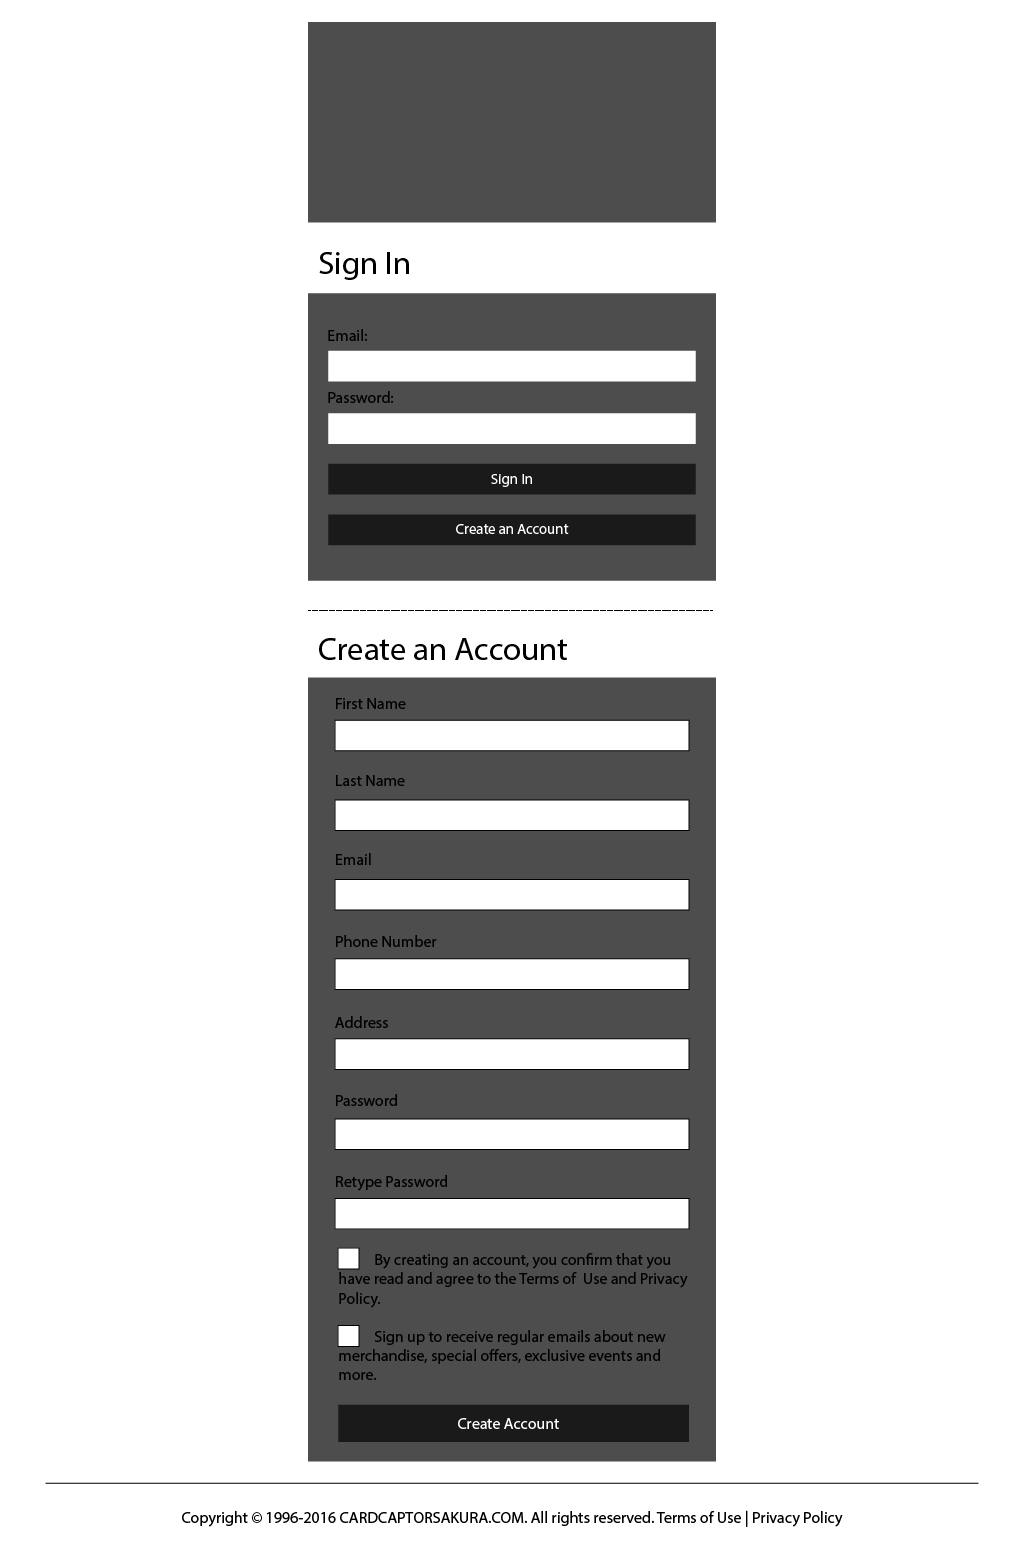 Sign In
Email:
Password:
Sign In
Create an Account
Create an Account
First Name
Last Name
Email
Phone Number
Address
Password
Retype Password
By creating an account, you confirm that you
have read and agree to the Terms of  Use and Privacy
Policy.
Sign up to receive regular emails about new
merchandise, special offers, exclusive events and
more.
Create Account
Copyright © 1996-2016 CARDCAPTORSAKURA.COM. All rights reserved. Terms of Use | Privacy Policy